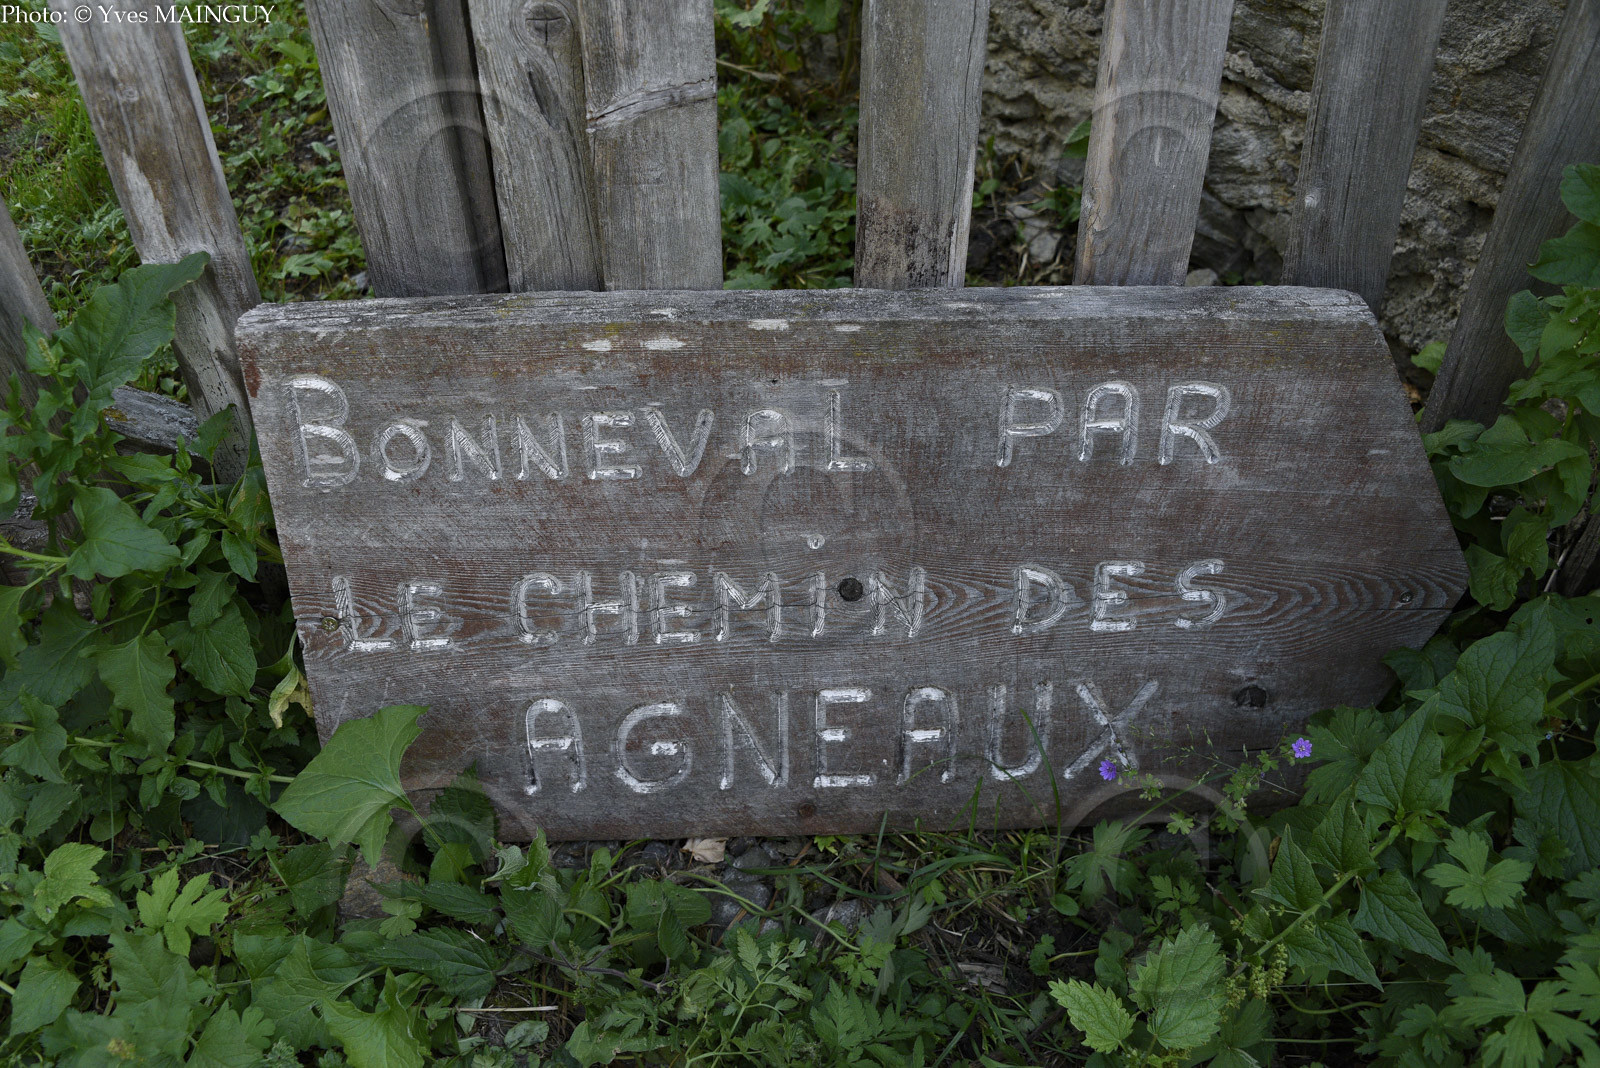 Photo: © Yves MAINGUY
BONNEVAL PAR
LE CHEMIN DES
AGNEAUX